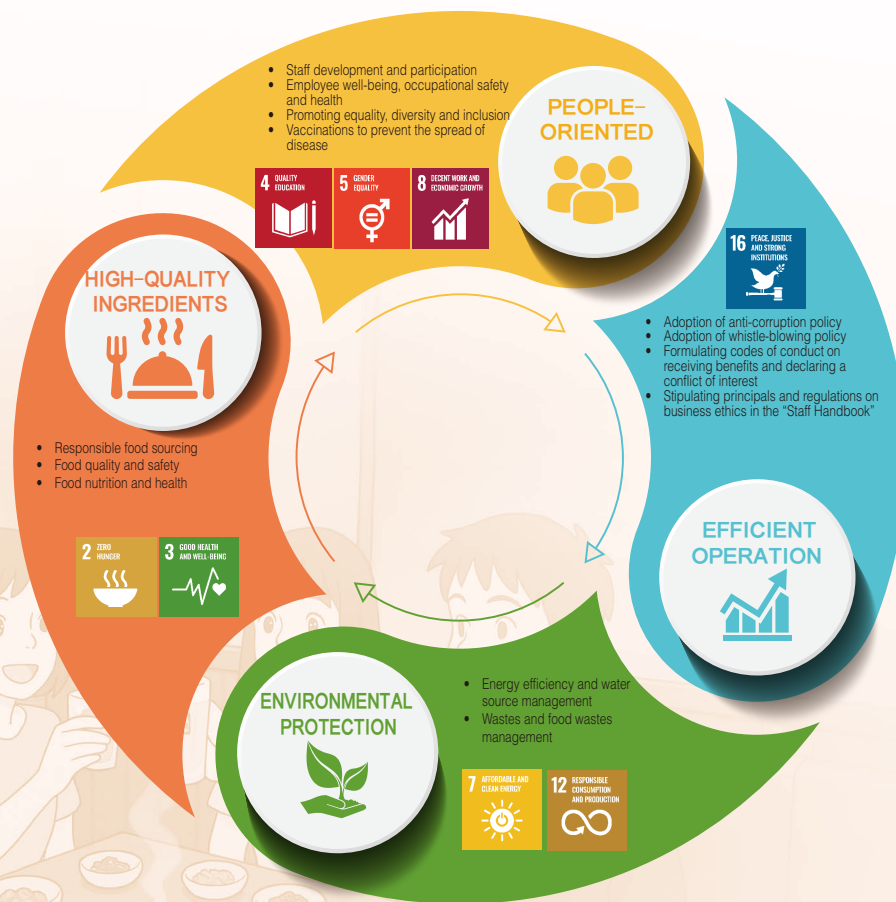 • Staff development and participation
• Employee well-being, occupational safety
and health
• Promoting equality, diversity and inclusion
• Vaccinations to prevent the spread of
disease
PEOPLE-
ORIENTED
4 QUALITY
EDUCATION
5 GENDER
EQUALITY
8 DECENT WORK AND
ECONOMIC GROWTH
16 PEACE, JUSTICE
AND STRONG
INSTITUTIONS
• Adoption of anti-corruption policy
• Adoption of whistle-blowing policy
• Formulating codes of conduct on
receiving benefits and declaring a
conflict of interest
• Stipulating principals and regulations on
business ethics in the “Staff Handbook”
EFFICIENT
OPERATION
HIGH-QUALITY
INGREDIENTS
• Responsible food sourcing
• Food quality and safety
• Food nutrition and health
2 ZERO
HUNGER
3 GOOD HEALTH
AND WELL-BEING
ENVIRONMENTAL
PROTECTION
• Energy efficiency and water
source management
• Wastes and food wastes
management
7 AFFORDABLE AND
CLEAN ENERGY
12 RESPONSIBLE
CONSUMPTION
AND PRODUCTION